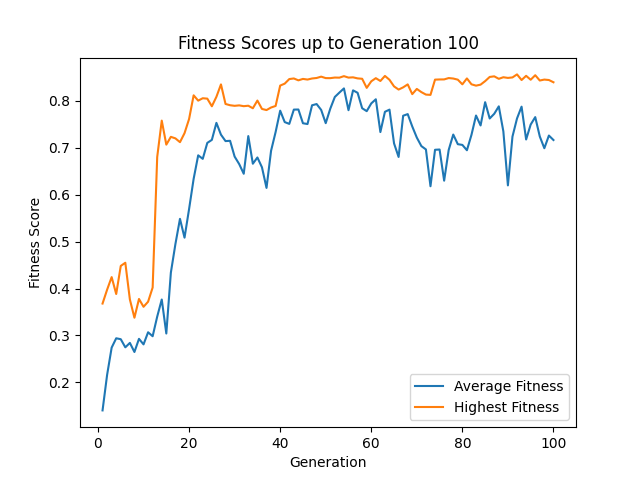 Fitness Scores up to Generation 100
Fitness Score
0.8
0.7
0.6
0.5
0.4
0.3
0.2
0
20
40
60
80
100
Generation
Average Fitness
Highest Fitness